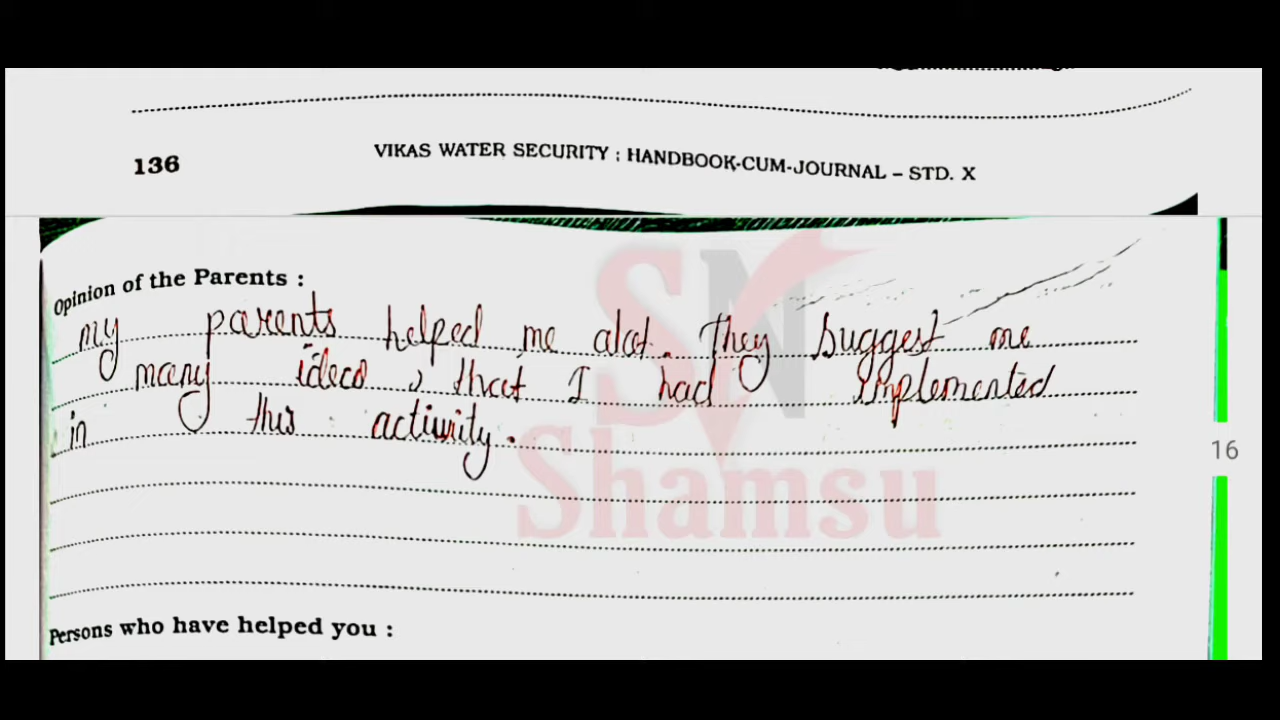 136
VIKAS WATER SECURITY : HANDBOOK-CUM-JOURNAL – STD. X
SN
Shamsu
Opinion of the Parents :
my parents helped me alot. They suggest me
many ideas, that I had implemented
in this activity.
16
Persons who have helped you :